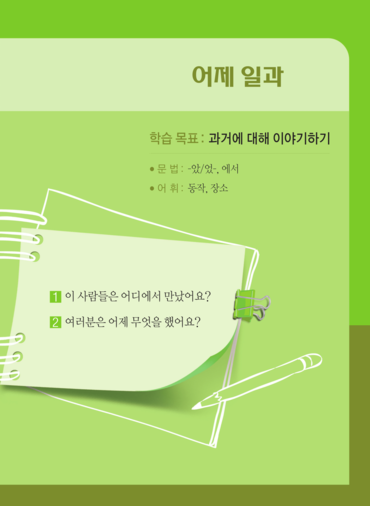 어제 일과
학습 목표 : 과거에 대해 이야기하기
● 문 법 : -았/었-, 에서
● 어 휘 : 동작, 장소
1 이 사람들은 어디에서 만났어요?
2 여러분은 어제 무엇을 했어요?